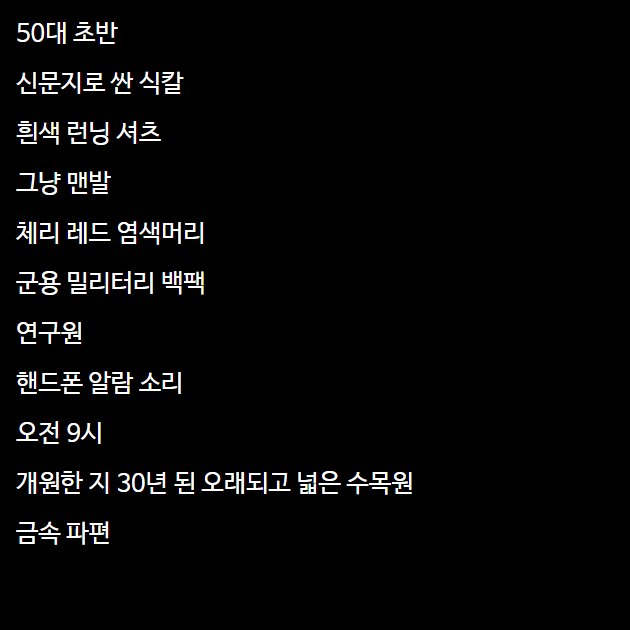 50대 초반
신문지로 싼 식칼
흰색 런닝 셔츠
그냥 맨발
체리 레드 염색머리
군용 밀리터리 백팩
연구원
핸드폰 알람 소리
오전 9시
개원한 지 30년 된 오래되고 넓은 수목원
금속 파편